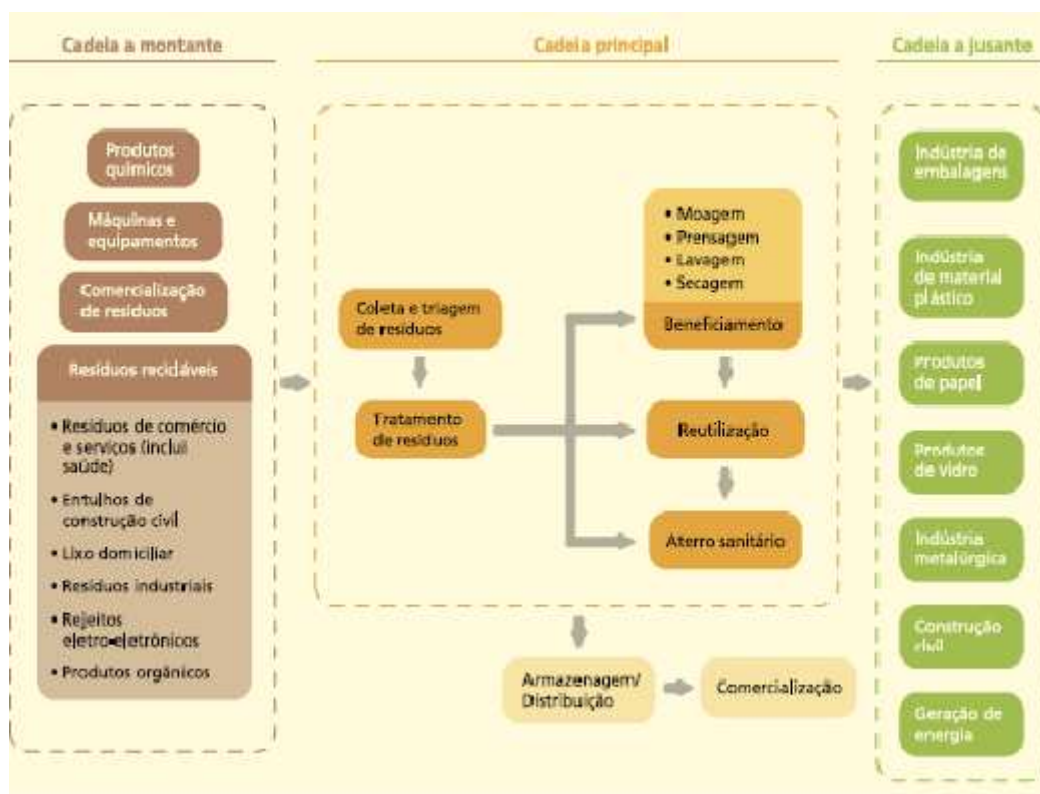 Cadeia a montante
Cadeia principal
Cadeia a jusante
Produtos
químicos
Máquinas e
equipamentos
Comercialização
de resíduos
Resíduos recicláveis
• Resíduos de comércio
e serviços (inclui
saúde)
• Entulhos de
construção civil
• Lixo domiciliar
• Resíduos industriais
• Rejeitos
eletro-eletrônicos
• Produtos orgânicos
Coleta e triagem
de resíduos
Tratamento
de resíduos
• Moagem
• Prensagem
• Lavagem
• Secagem
Beneficiamento
Reutilização
Aterro sanitário
Armazenagem/
Distribuição
Comercialização
Indústria de
embalagens
Indústria
de material
plástico
Produtos
de papel
Produtos
de vidro
Indústria
metalúrgica
Construção
civil
Geração de
energia